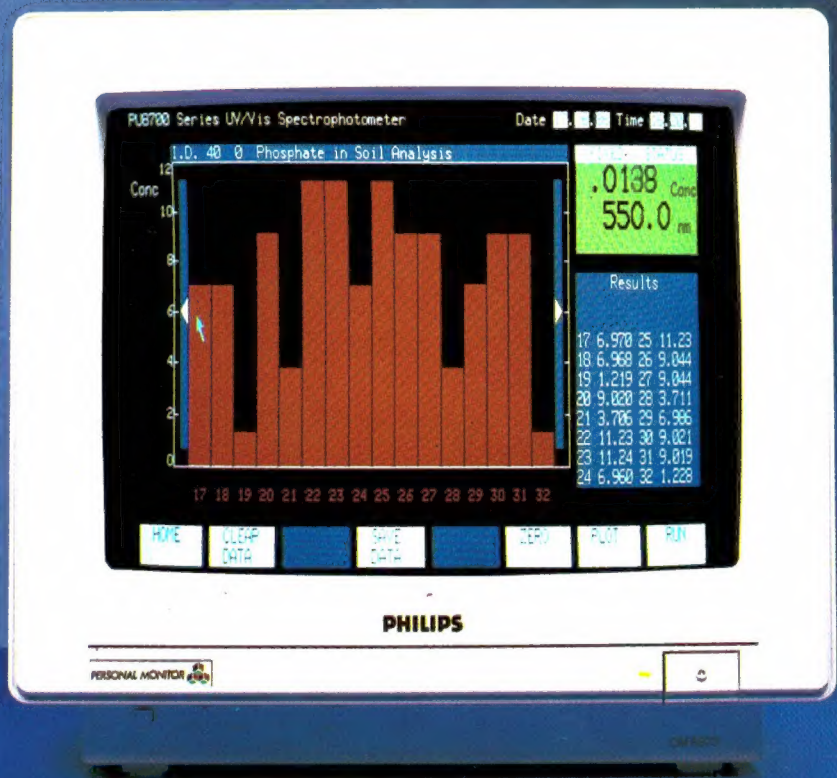 PU8700 Series UV/Vis Spectrophotometer Date Time
I.D. 40 0 Phosphate in Soil Analysis
Conc
12
10
8
6
4
2
0
17 18 19 20 21 22 23 24 25 26 27 28 29 30 31 32
.0138 Conc
550.0 nm
Results
17 6.970 25 11.23
18 6.968 26 9.044
19 1.219 27 9.044
20 9.020 28 3.711
21 3.706 29 6.986
22 11.23 30 9.021
23 11.24 31 9.019
24 6.960 32 1.228
HOME
CLEAR
DATA
SAVE
DATA
ZERO
PLOT
RUN
PHILIPS
PERSONAL MONITOR